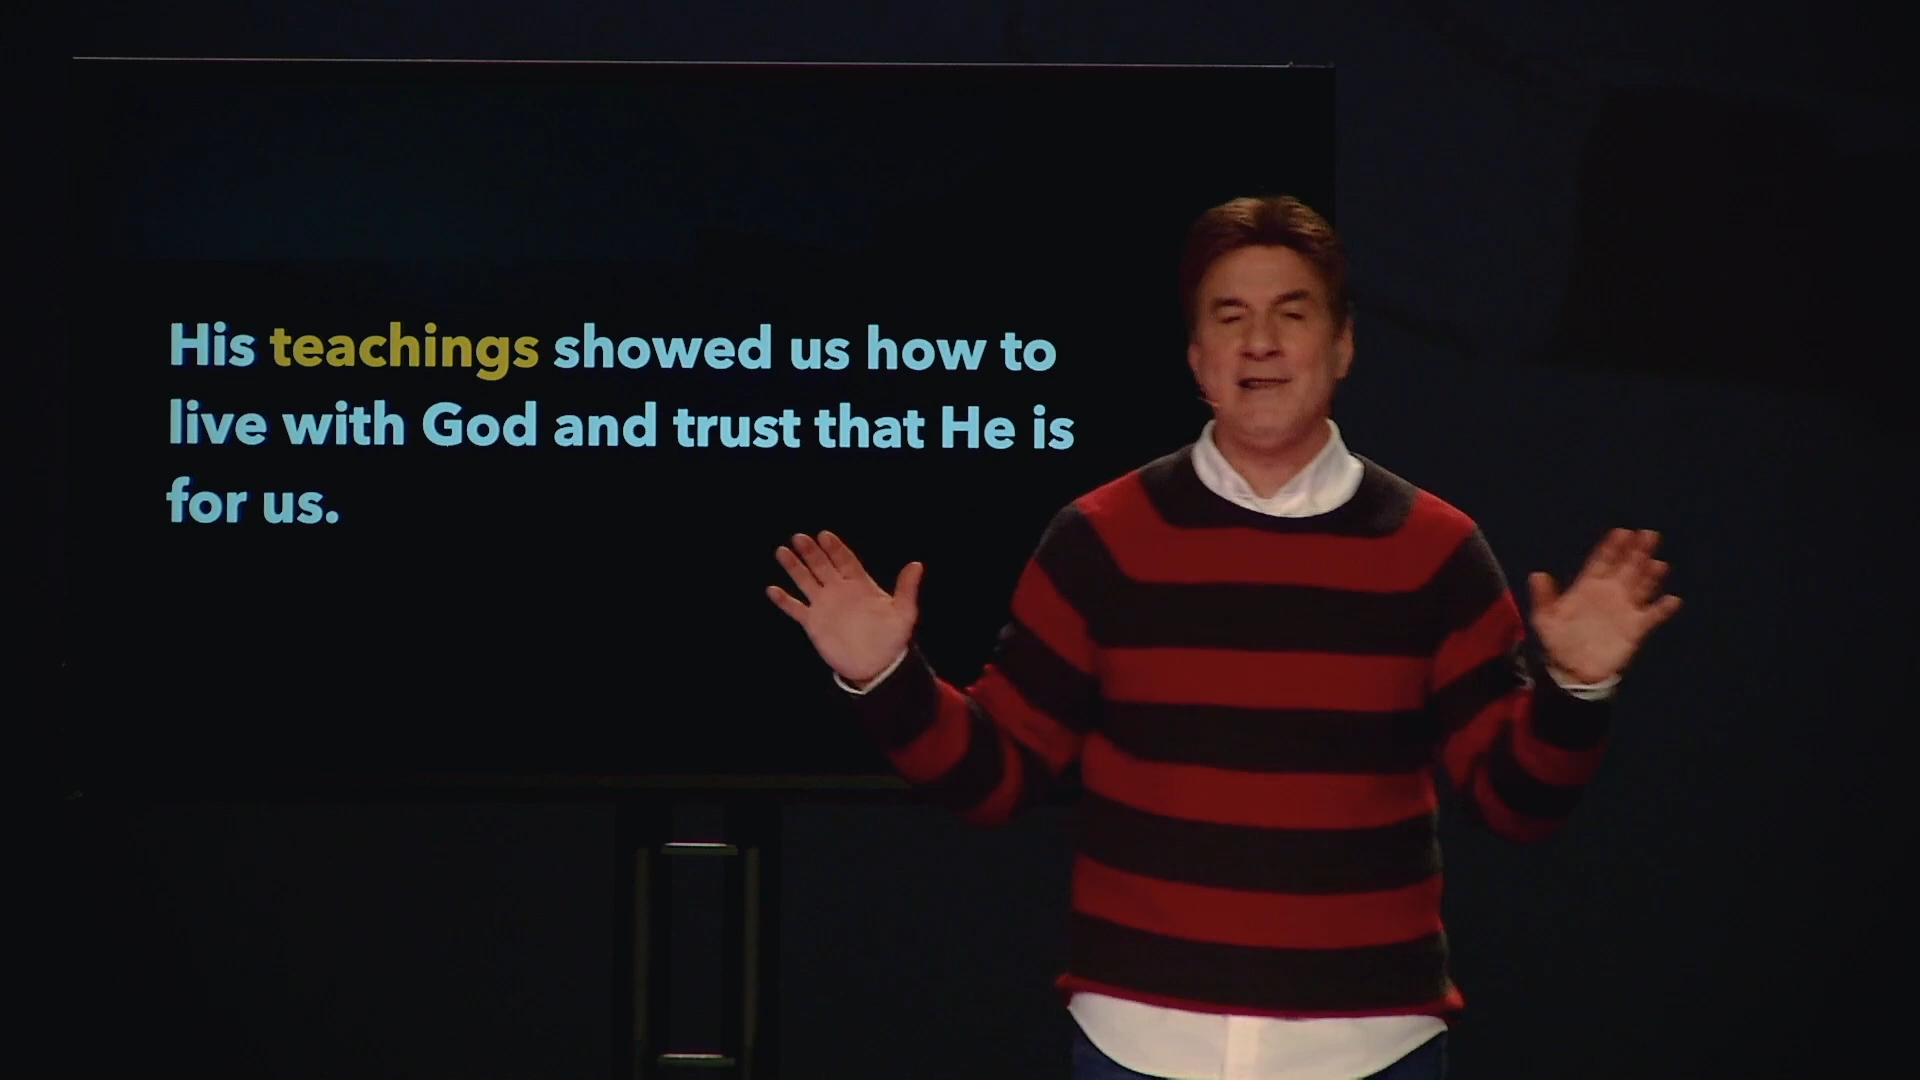 His teachings showed us how to
live with God and trust that He is
for us.